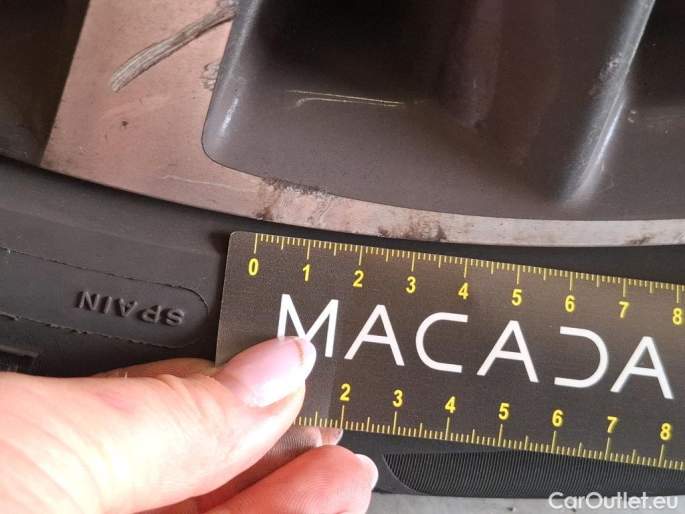 0 1 2 3 4 5 6 7 8
MACADA
SPAIN
2 3 4 5 6 7 8
CarOutlet.eu